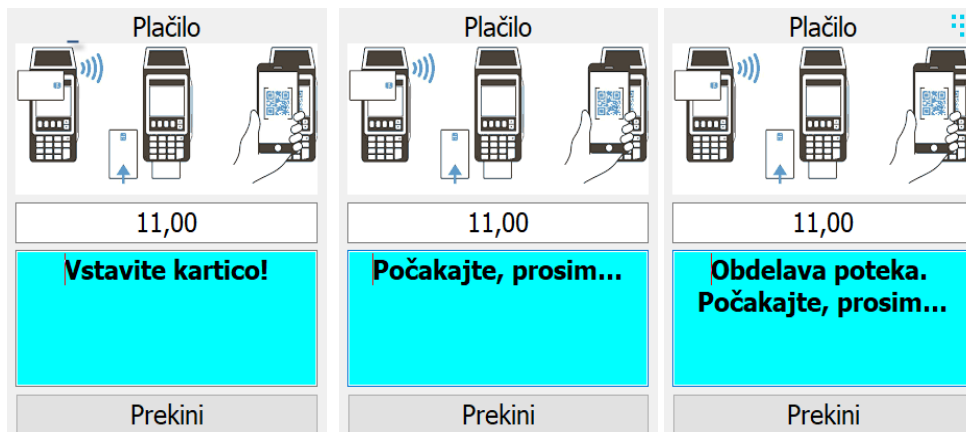 Plačilo
11,00
Vstavite kartico!
Prekini
Plačilo
11,00
Počakajte, prosim...
Prekini
Plačilo
11,00
Obdelava poteka.
Počakajte, prosim...
Prekini